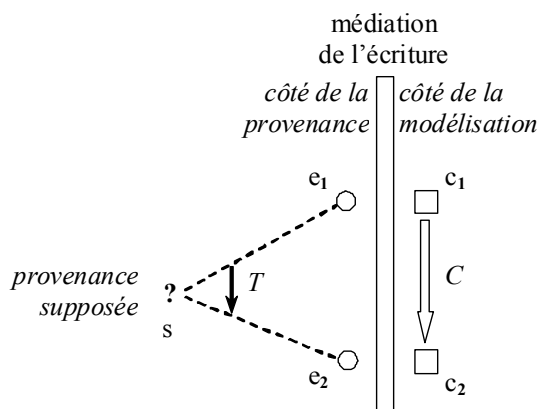 médiation
de l’écriture
côté de la
provenance
côté de la
modélisation
e1
c1
provenance
supposée
?
s
T
C
e2
c2